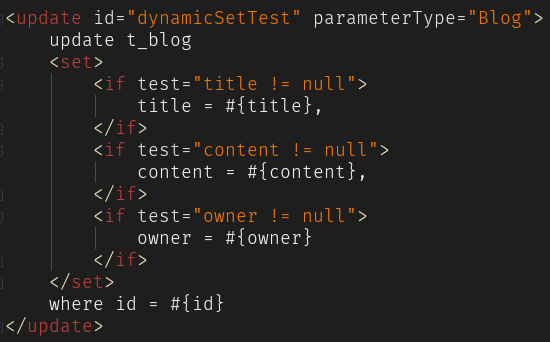 <update id="dynamicSetTest" parameterType="Blog">
    update t_blog
    <set>
        <if test="title != null">
            title = #{title},
        </if>
        <if test="content != null">
            content = #{content},
        </if>
        <if test="owner != null">
            owner = #{owner}
        </if>
    </set>
    where id = #{id}
</update>